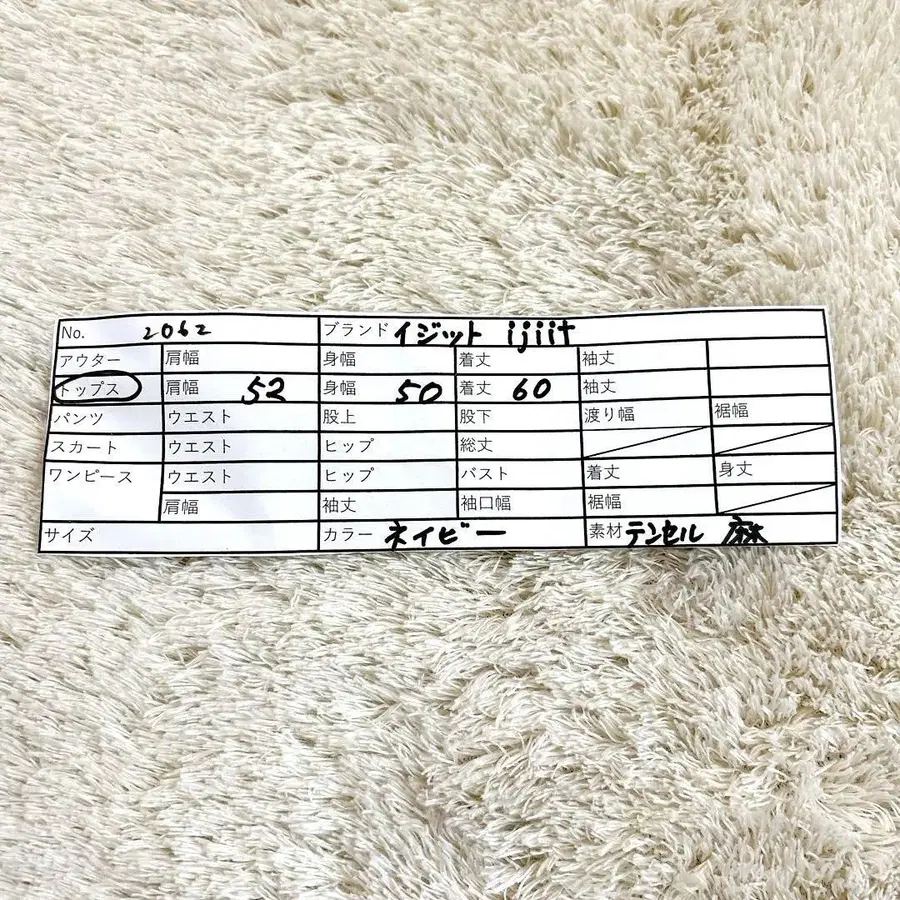 No. 2062 ブランド イジット ijiit
アウター 肩幅 身幅 着丈 袖丈
トップス 肩幅 52 身幅 50 着丈 60 袖丈
パンツ ウエスト 股上 股下 渡り幅 裾幅
スカート ウエスト ヒップ 総丈
ワンピース ウエスト ヒップ バスト 着丈 身丈
肩幅 袖丈 袖口幅 裾幅
サイズ カラー ネイビー 素材 テンセル 麻